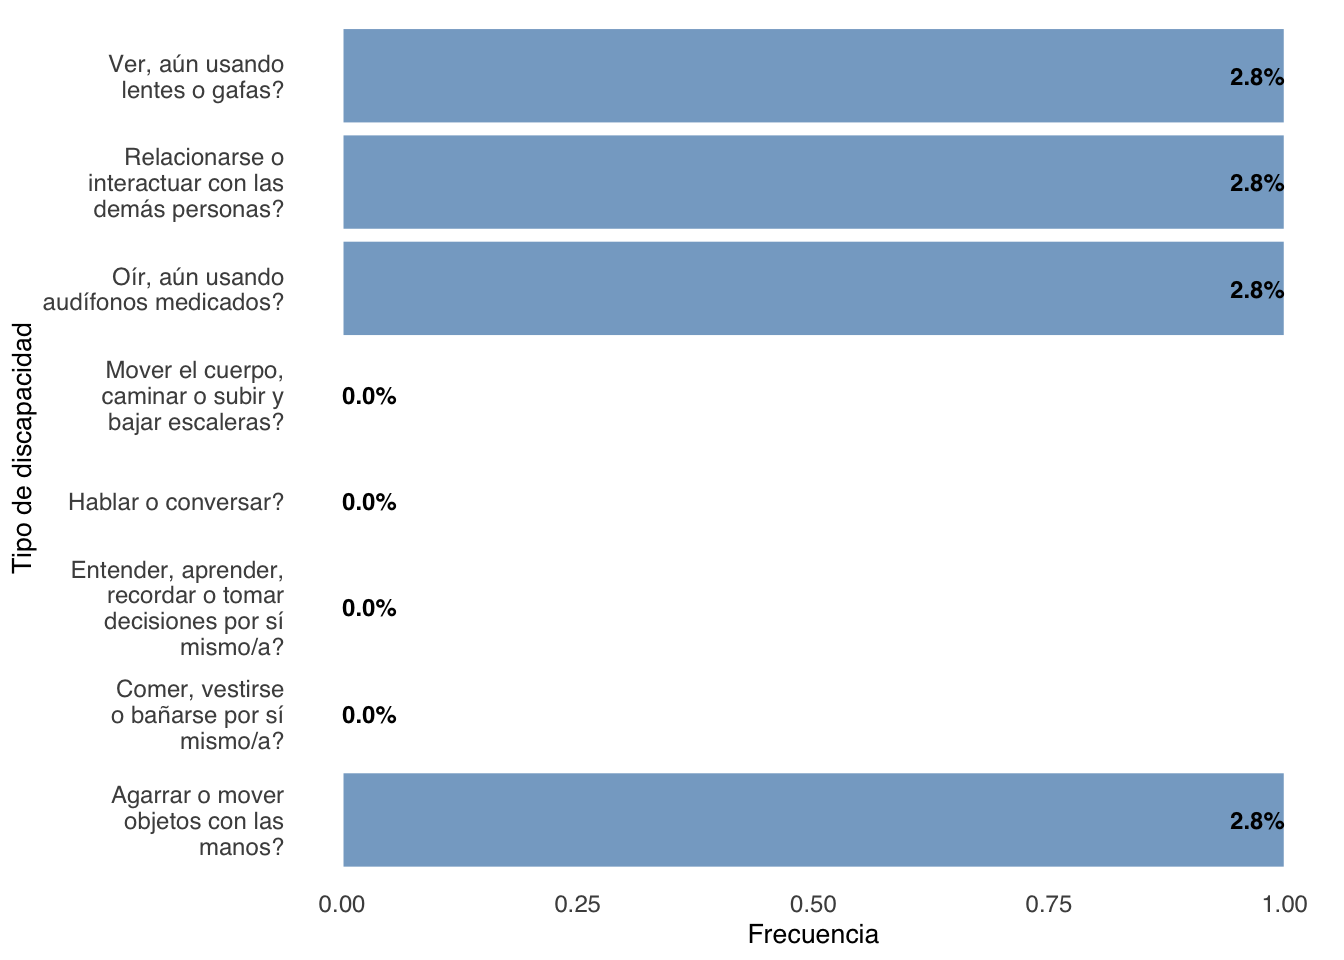 Ver, aún usando
lentes o gafas?
2.8%
Relacionarse o
interactuar con las
demás personas?
2.8%
Oír, aún usando
audífonos medicados?
2.8%
Mover el cuerpo,
caminar o subir y
bajar escaleras?
0.0%
Hablar o conversar?
0.0%
Entender, aprender,
recordar o tomar
decisiones por sí
mismo/a?
0.0%
Comer, vestirse
o bañarse por sí
mismo/a?
0.0%
Agarrar o mover
objetos con las
manos?
2.8%
Tipo de discapacidad
0.00 0.25 0.50 0.75 1.00
Frecuencia